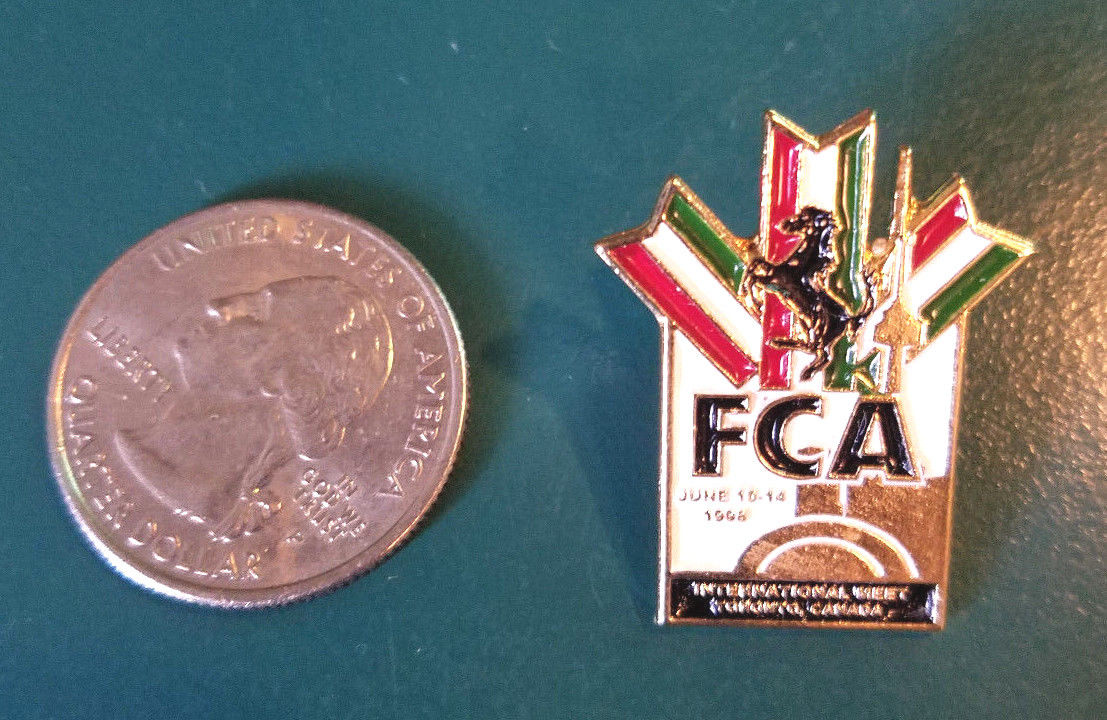 UNITED STATES OF AMERICA
LIBERTY
IN
GOD WE
TRUST
P
QUARTER DOLLAR
FCA
JUNE 10-14
1998
INTERNATIONAL MEET
TORONTO, CANADA